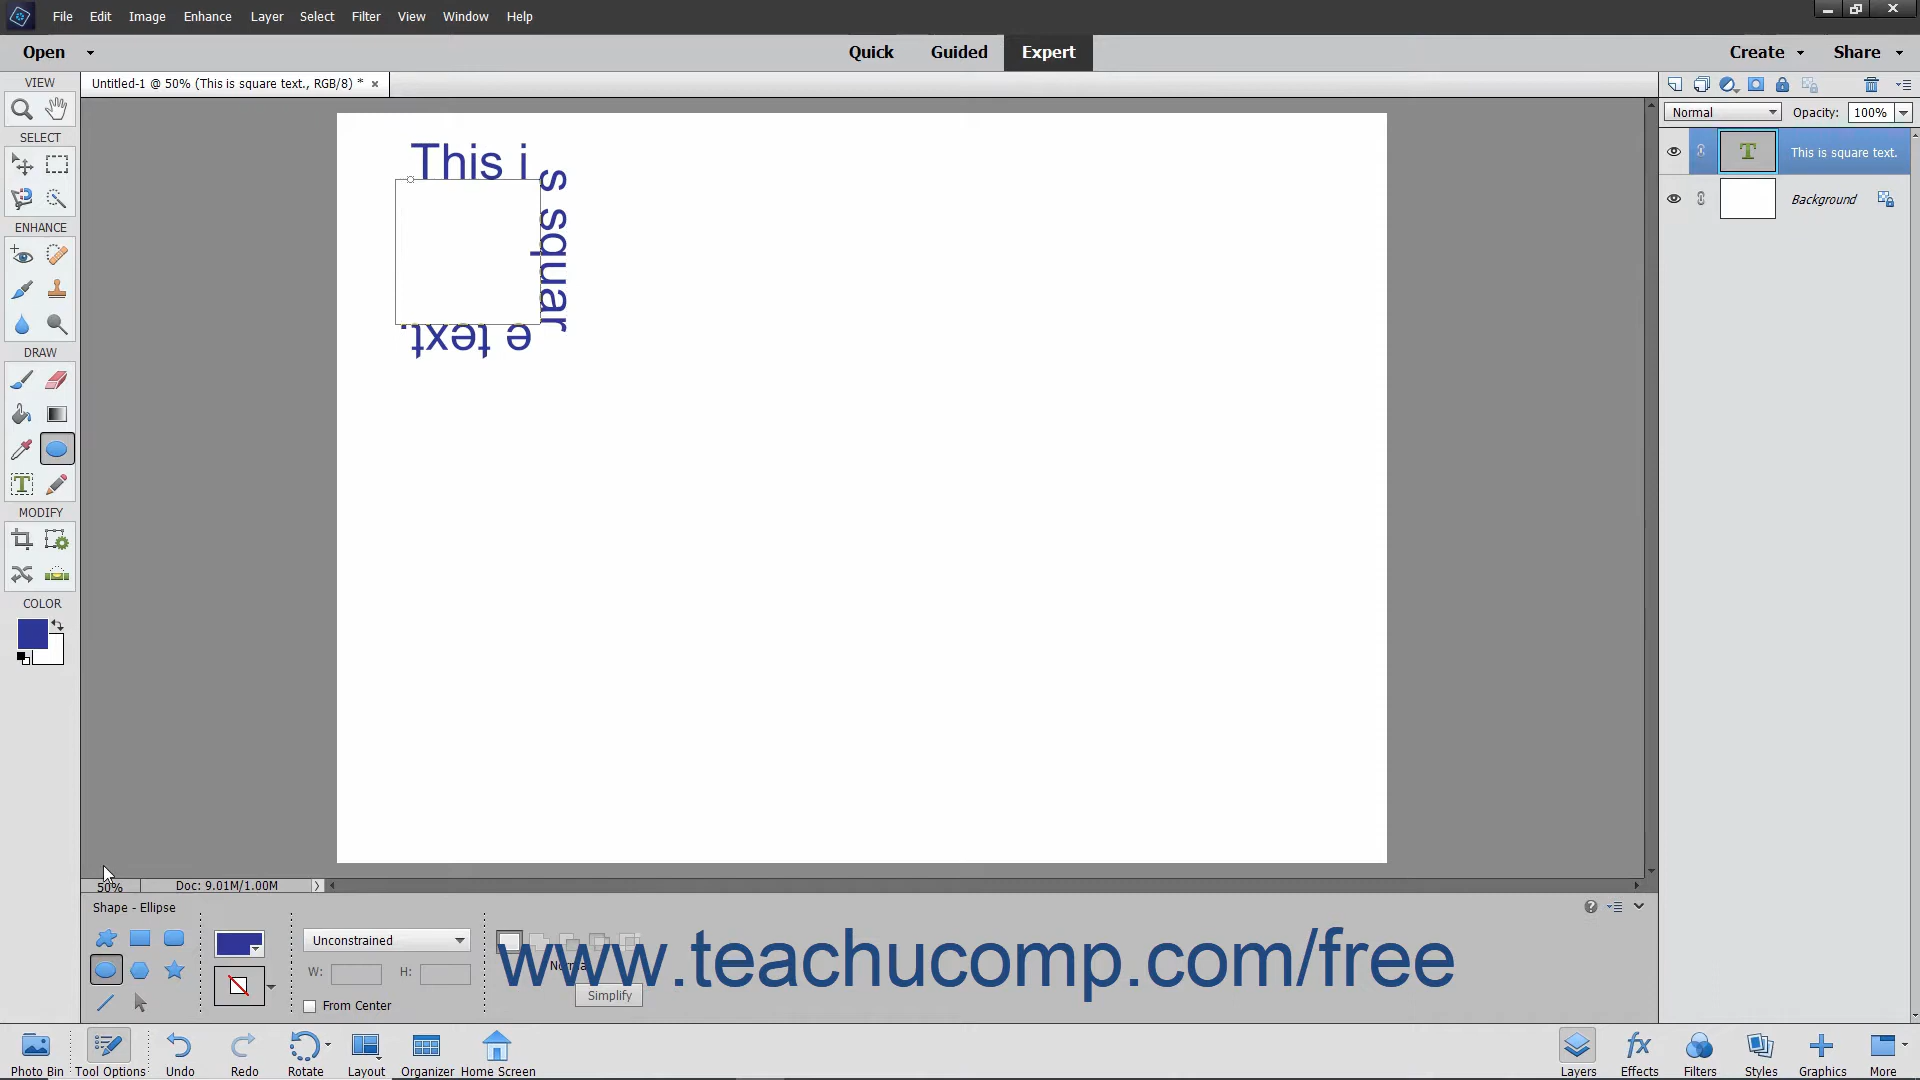 File Edit Image Enhance Layer Select Filter View Window Help
Open Quick Guided Expert Create Share
VIEW
Untitled-1 @ 50% (This is square text., RGB/8) * ×
Normal Opacity: 100%
SELECT
This is square text.
This is square text.
Background
ENHANCE
DRAW
MODIFY
COLOR
50% Doc: 9.01M/1.00M
Shape - Ellipse
Unconstrained
W: H:
Normal
From Center
Simplify
www.teachucomp.com/free
Photo Bin Tool Options Undo Redo Rotate Layout Organizer Home Screen Layers Effects Filters Styles Graphics More